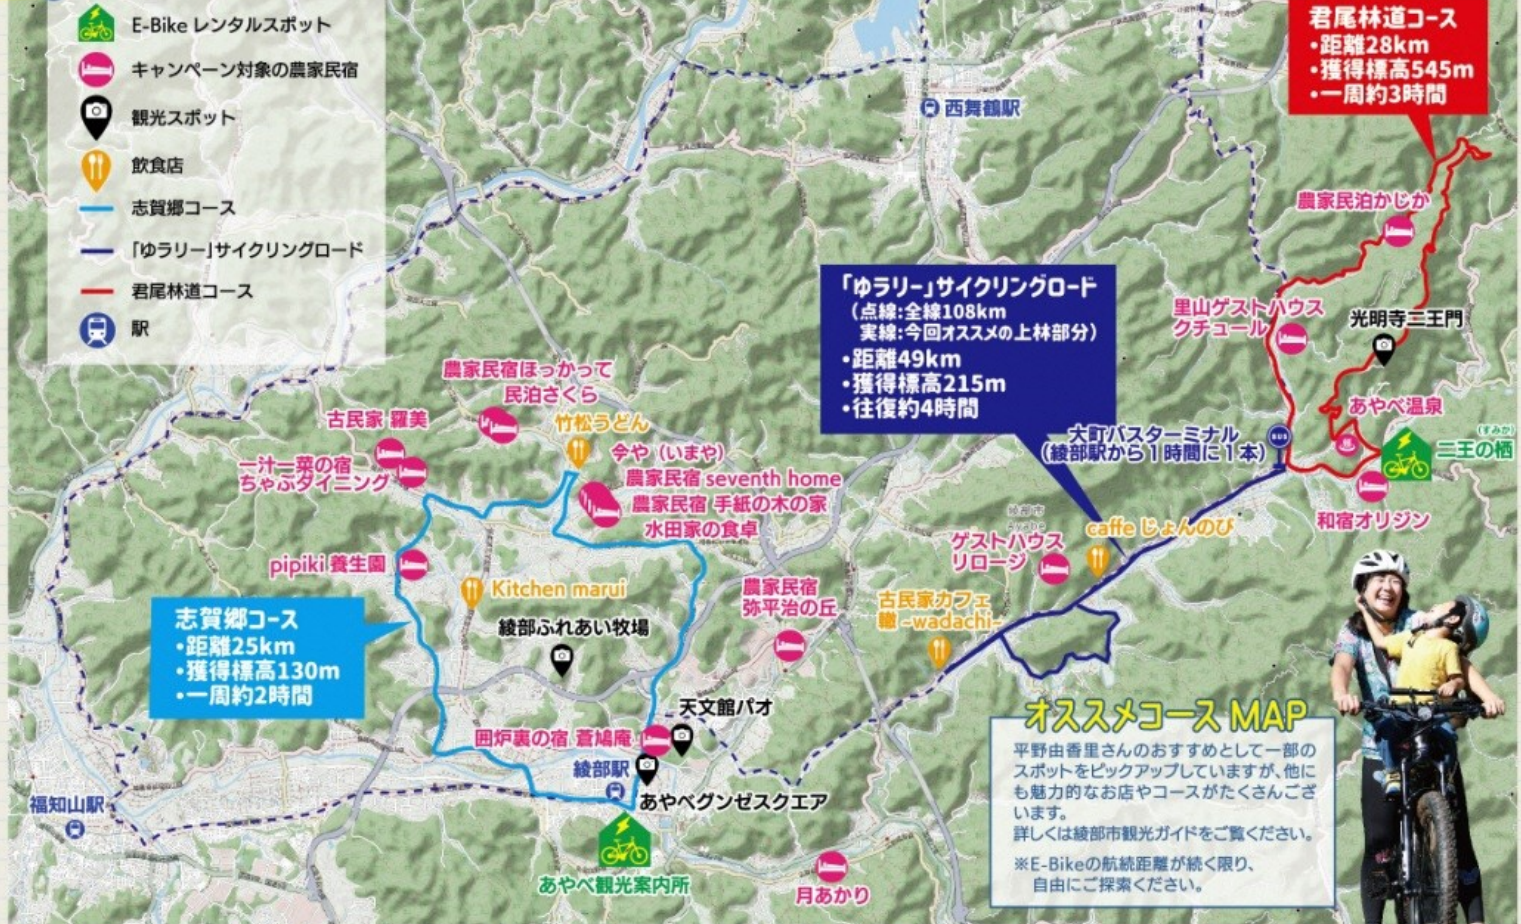 E-Bike レンタルスポット
キャンペーン対象の農家民宿
観光スポット
飲食店
志賀郷コース
「ゆラリー」サイクリングロード
君尾林道コース
駅
君尾林道コース
・距離28km
・獲得標高545m
・一周約3時間
西舞鶴駅
農家民泊かじか
「ゆラリー」サイクリングロード
（点線:全線108km
実線:今回オススメの上林部分）
・距離49km
・獲得標高215m
・往復約4時間
里山ゲストハウス
クチュール
光明寺二王門
農家民宿ほっかって
民泊さくら
古民家 羅美
竹松うどん
あやべ温泉
大町バスターミナル
（綾部駅から1時間に1本）
BUS
（すみか）
二王の栖
今や（いまや）
一汁一菜の宿
ちゃぶダイニング
農家民宿 seventh home
農家民宿 手紙の木の家
水田家の食卓
和宿オリジン
綾部市
Ayabe
caffe じょんのび
ゲストハウス
リロージ
pipiki 養生園
Kitchen marui
農家民宿
弥平治の丘
古民家カフェ
轍 -wadachi-
志賀郷コース
・距離25km
・獲得標高130m
・一周約2時間
綾部ふれあい牧場
天文館パオ
囲炉裏の宿 蒼鳩庵
綾部駅
あやべグンゼスクエア
福知山駅
あやべ観光案内所
月あかり
オススメコース MAP
平野由香里さんのおすすめとして一部の
スポットをピックアップしていますが、他に
も魅力的なお店やコースがたくさんござ
います。
詳しくは綾部市観光ガイドをご覧ください。
※E-Bikeの航続距離が続く限り、
自由にご探索ください。